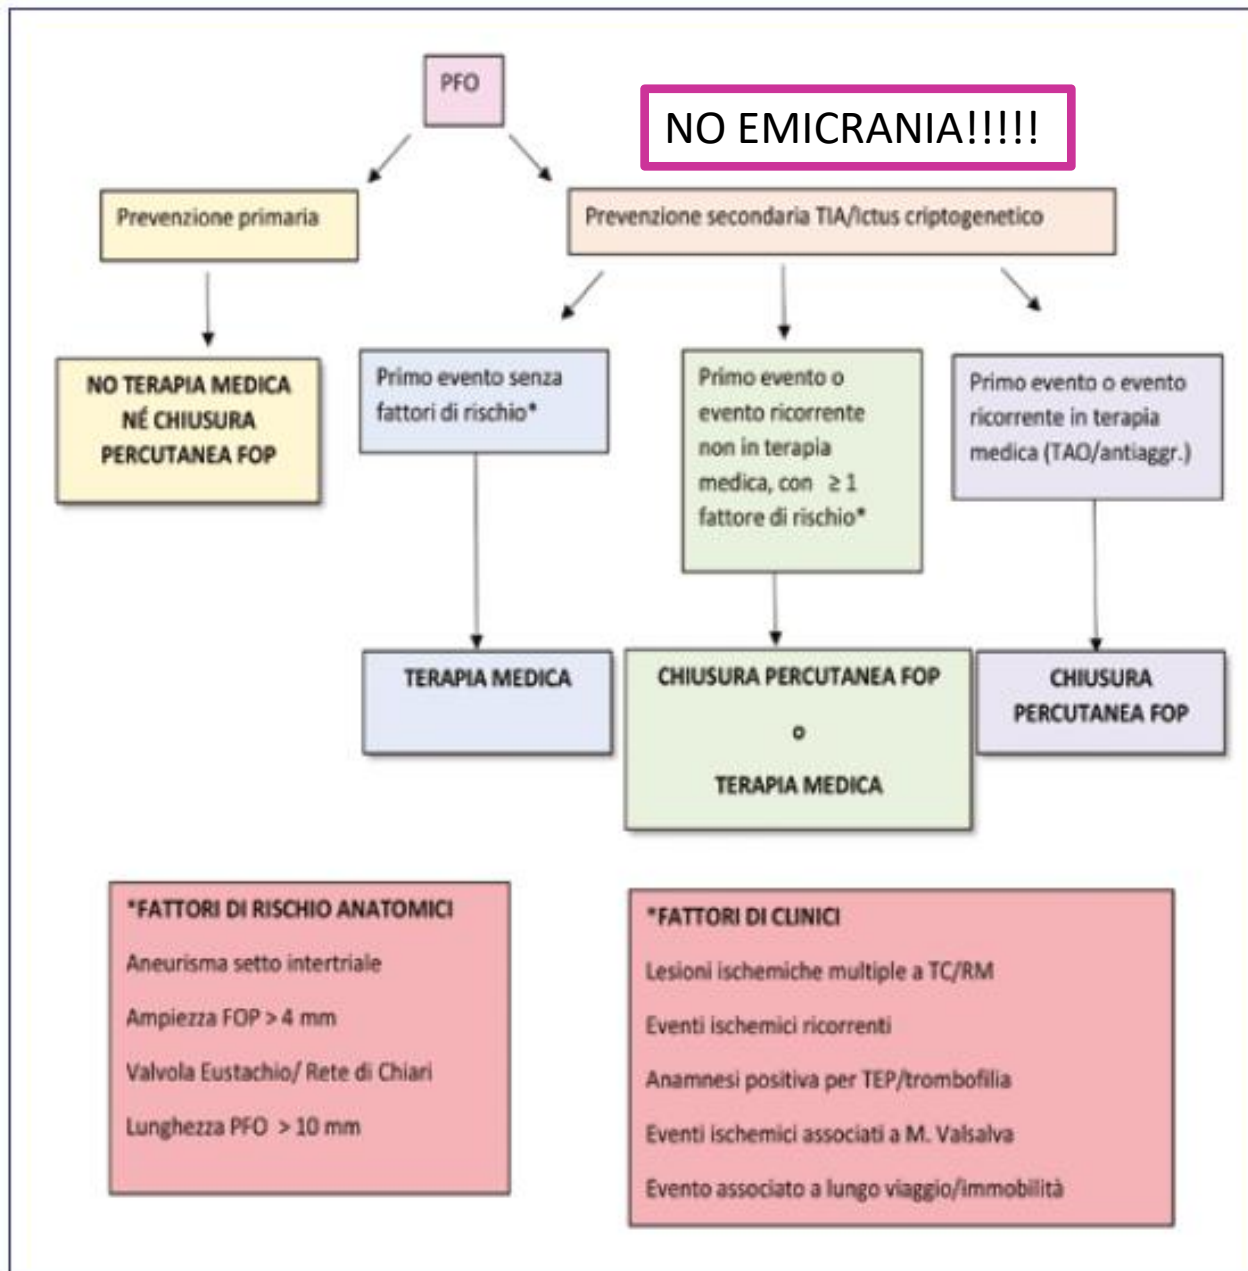 PFO
NO EMICRANIA!!!!!
Prevenzione primaria
Prevenzione secondaria TIA/Ictus criptogenetico
NO TERAPIA MEDICA
NÉ CHIUSURA
PERCUTANEA FOP
Primo evento senza
fattori di rischio*
Primo evento o
evento ricorrente
non in terapia
medica, con ≥ 1
fattore di rischio*
Primo evento o evento
ricorrente in terapia
medica (TAO/antiaggr.)
TERAPIA MEDICA
CHIUSURA PERCUTANEA FOP
o
TERAPIA MEDICA
CHIUSURA
PERCUTANEA FOP
*FATTORI DI RISCHIO ANATOMICI
Aneurisma setto intertriale
Ampiezza FOP > 4 mm
Valvola Eustachio/ Rete di Chiari
Lunghezza PFO > 10 mm
*FATTORI DI CLINICI
Lesioni ischemiche multiple a TC/RM
Eventi ischemici ricorrenti
Anamnesi positiva per TEP/trombofilia
Eventi ischemici associati a M. Valsalva
Evento associato a lungo viaggio/immobilità